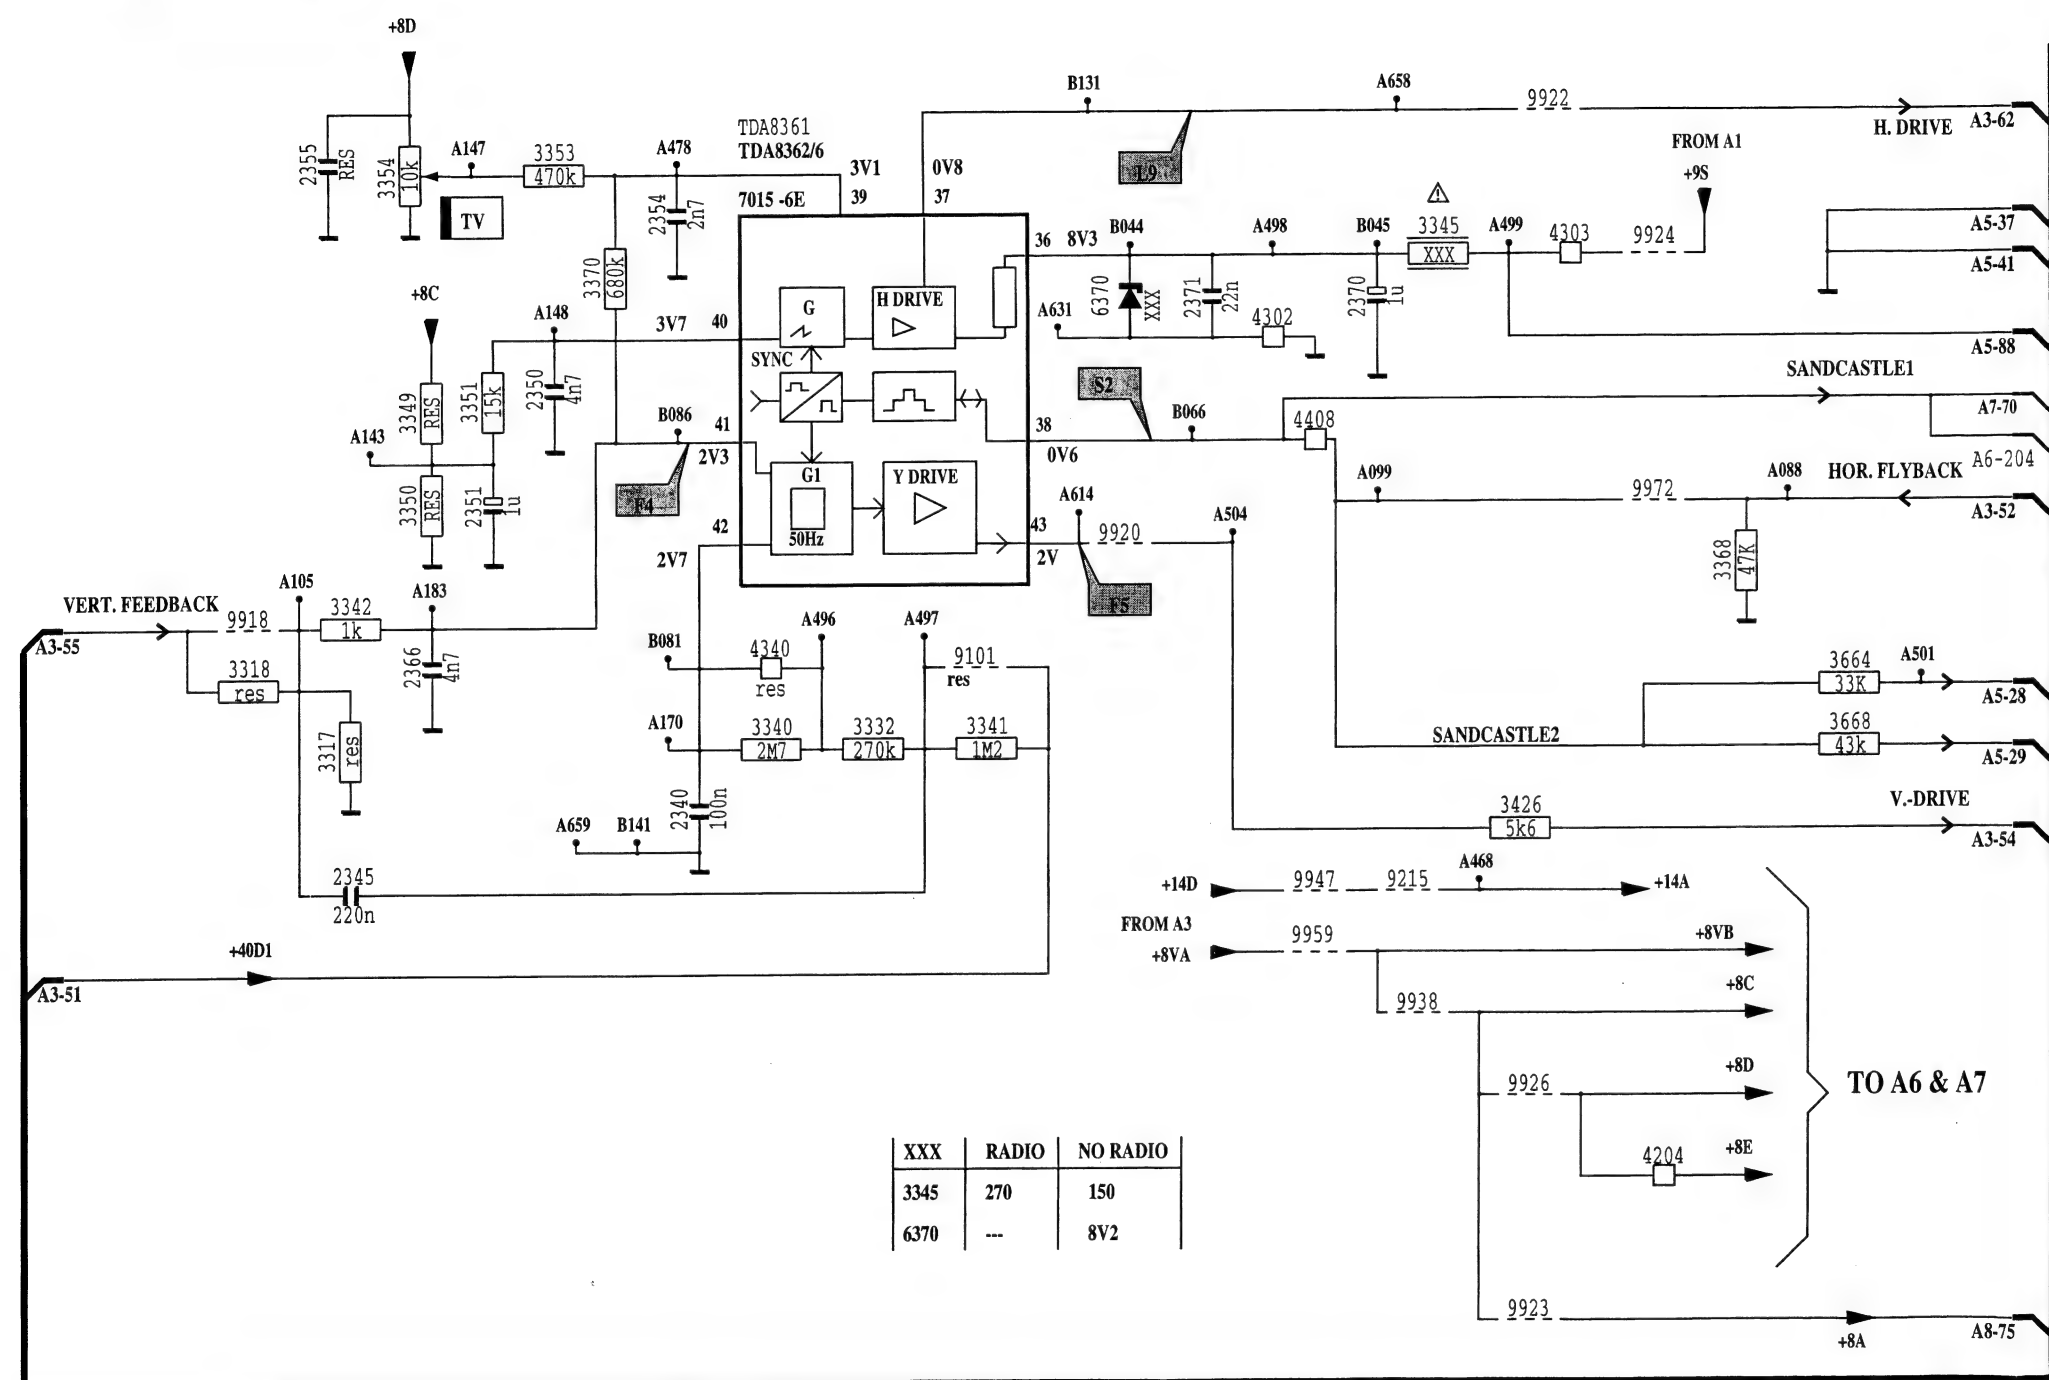 +8D
B131
A658
9922
A3-62
H. DRIVE
2355
RES
3354
10k
A147
3353
470k
A478
TDA8361
TDA8362/6
3V1
39
0V8
37
L9
FROM A1
+9S
TV
2354
2n7
7015 -6E
3345
XXX
A5-37
36
8V3
B044
A498
B045
A499
4303
9924
A5-41
3370
680k
6370
XXX
2371
22n
2370
1u
+8C
A148
3V7
40
G
H DRIVE
A631
4302
A5-88
SYNC
SANDCASTLE1
3349
RES
3351
15k
2350
4n7
S2
A7-70
B086
41
2V3
38
0V6
B066
4408
A143
A6-204
3350
RES
2351
1u
F4
G1
50Hz
Y DRIVE
A099
9972
A088
HOR. FLYBACK
A3-52
42
2V7
43
2V
A614
9920
A504
3368
47K
F5
VERT. FEEDBACK
A3-55
9918
A105
3342
1k
A183
2366
4n7
3318
res
3317
res
B081
4340
res
A496
A497
9101
res
A170
3340
2M7
3332
270k
3341
1M2
3664
33K
A501
A5-28
SANDCASTLE2
3668
43k
A5-29
2340
100n
A659
B141
3426
5k6
V.-DRIVE
A3-54
2345
220n
+14D
9947
9215
A468
+14A
FROM A3
+8VA
9959
+8VB
+40D1
A3-51
9938
+8C
9926
+8D
TO A6 & A7
4204
+8E
XXX RADIO NO RADIO
3345 270 150
6370 --- 8V2
9923
+8A
A8-75